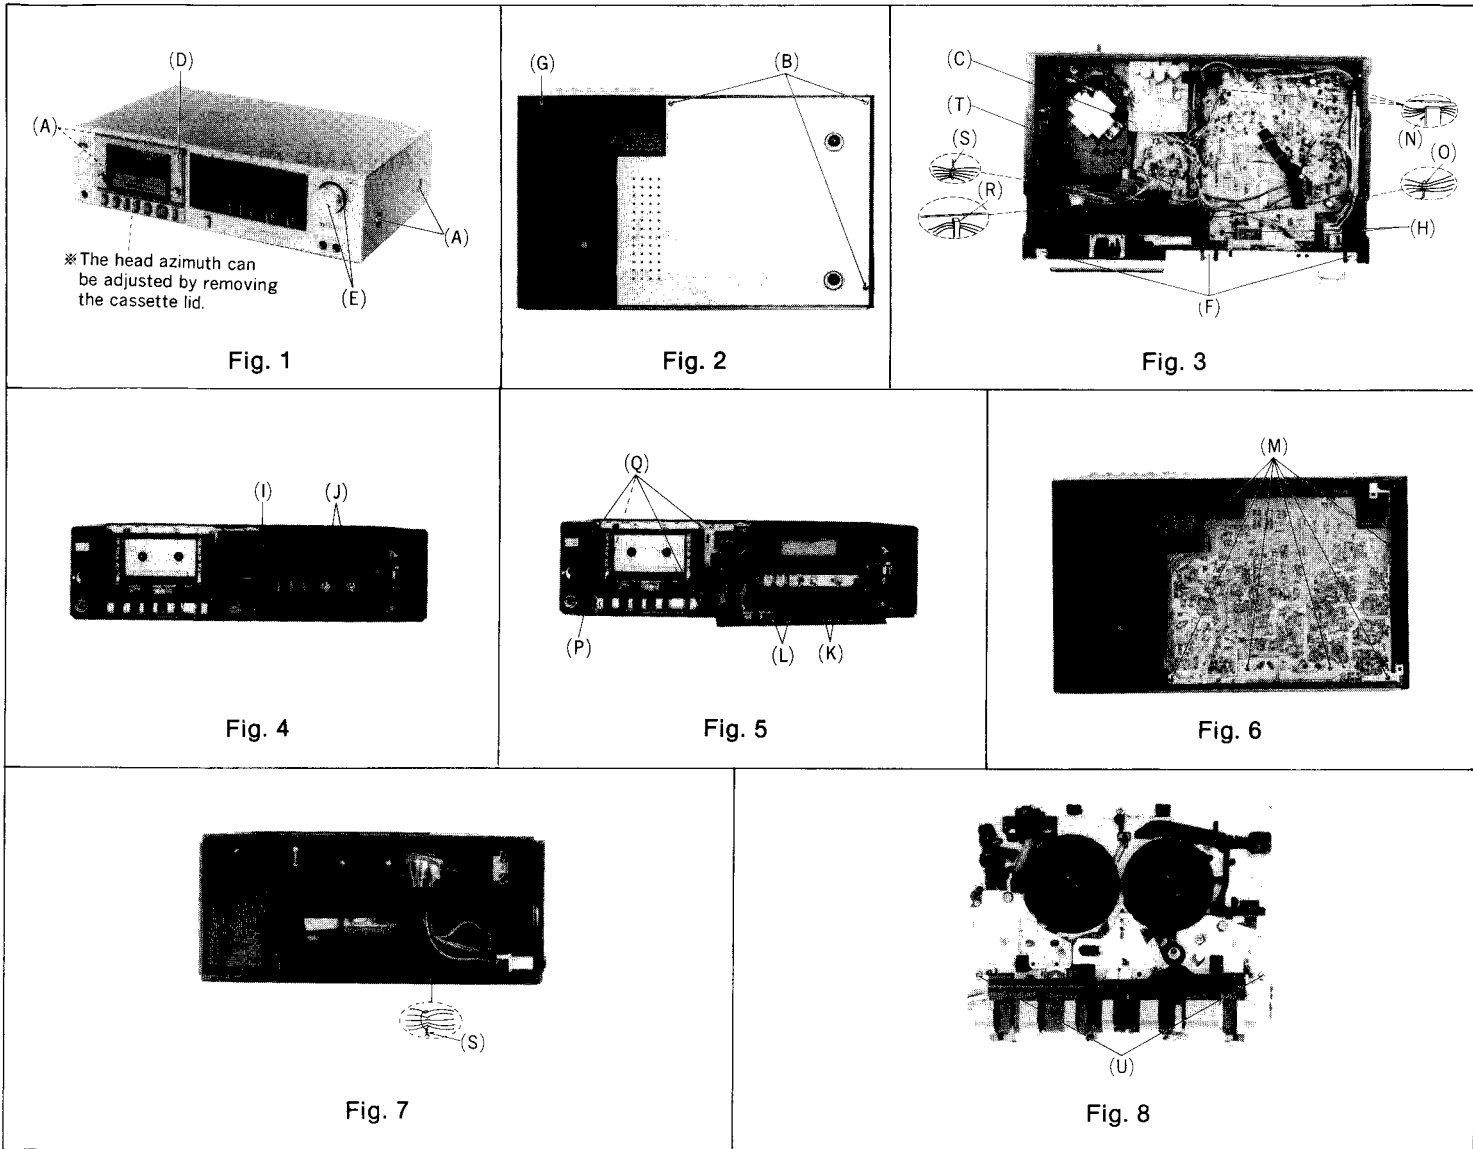 (D)
(A)
(A)
※The head azimuth can
be adjusted by removing
the cassette lid.
(E)
Fig. 1
(G)
(B)
Fig. 2
(C)
(T)
(S)
(R)
(N)
(O)
(H)
(F)
Fig. 3
(I)
(J)
Fig. 4
(Q)
(P)
(L)
(K)
Fig. 5
(M)
Fig. 6
(S)
Fig. 7
(U)
Fig. 8